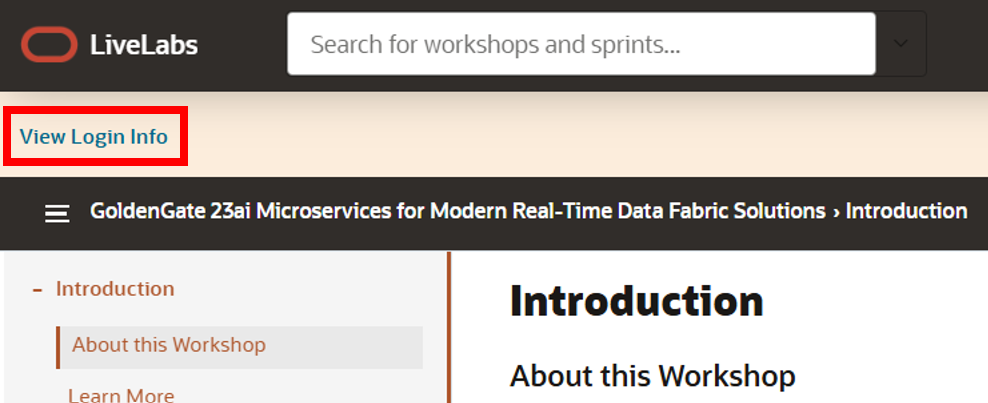 LiveLabs
Search for workshops and sprints...
View Login Info
GoldenGate 23ai Microservices for Modern Real-Time Data Fabric Solutions › Introduction
– Introduction
About this Workshop
Learn More
Introduction
About this Workshop